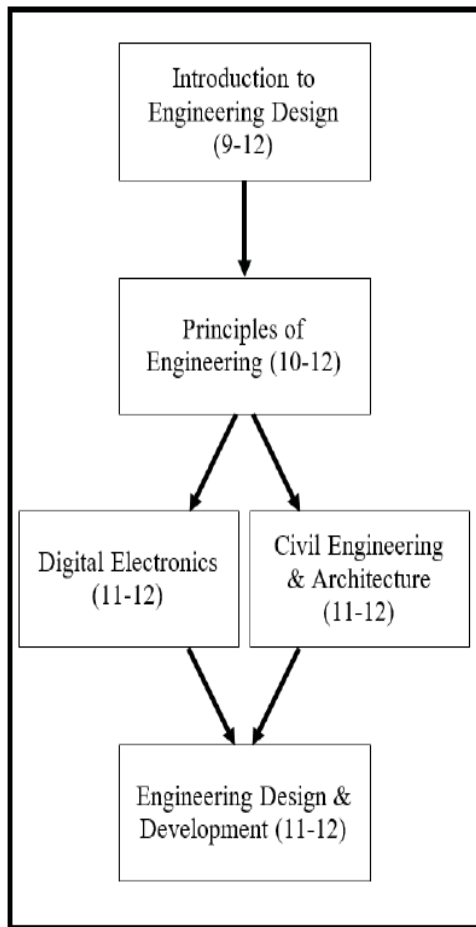 Introduction to
Engineering Design
(9-12)
Principles of
Engineering (10-12)
Digital Electronics
(11-12)
Civil Engineering
& Architecture
(11-12)
Engineering Design &
Development (11-12)